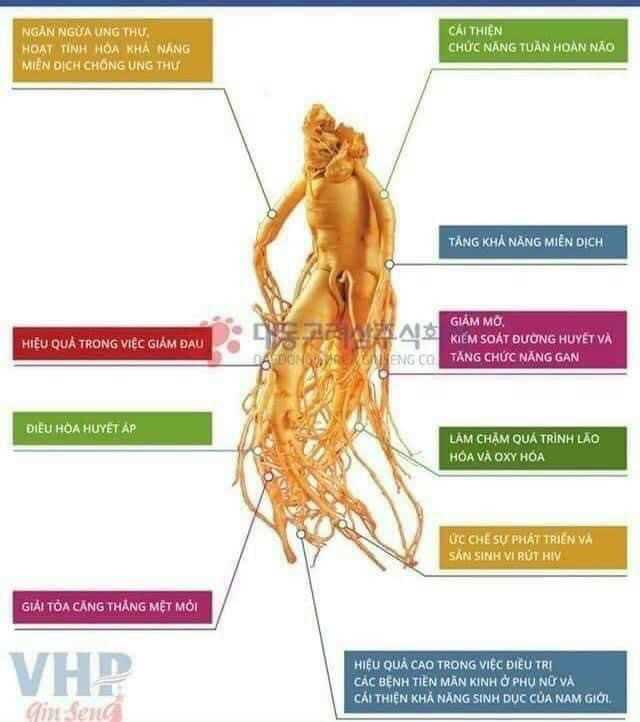 NGĂN NGỪA UNG THƯ,
HOẠT TÍNH HÓA KHẢ NĂNG
MIỄN DỊCH CHỐNG UNG THƯ
CẢI THIỆN
CHỨC NĂNG TUẦN HOÀN NÃO
TĂNG KHẢ NĂNG MIỄN DỊCH
HIỆU QUẢ TRONG VIỆC GIẢM ĐAU
GIẢM MỠ,
KIỂM SOÁT ĐƯỜNG HUYẾT VÀ
TĂNG CHỨC NĂNG GAN
대동고려삼주식회
GINSENG CO
ĐIỀU HÒA HUYẾT ÁP
LÀM CHẬM QUÁ TRÌNH LÃO
HÓA VÀ OXY HÓA
ỨC CHẾ SỰ PHÁT TRIỂN VÀ
SẢN SINH VI RÚT HIV
GIẢI TỎA CĂNG THẲNG MỆT MỎI
HIỆU QUẢ CAO TRONG VIỆC ĐIỀU TRỊ
CÁC BỆNH TIỀN MÃN KINH Ở PHỤ NỮ VÀ
CẢI THIỆN KHẢ NĂNG SINH DỤC CỦA NAM GIỚI.
VHP
Gin Seng